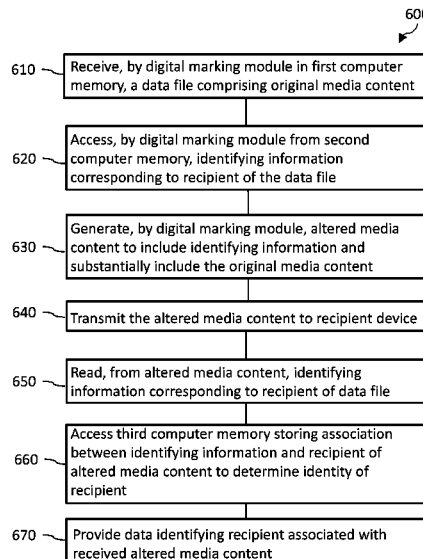 600
610
Receive, by digital marking module in first computer
memory, a data file comprising original media content
620
Access, by digital marking module from second
computer memory, identifying information
corresponding to recipient of the data file
630
Generate, by digital marking module, altered media
content to include identifying information and
substantially include the original media content
640
Transmit the altered media content to recipient device
650
Read, from altered media content, identifying
information corresponding to recipient of data file
660
Access third computer memory storing association
between identifying information and recipient of
altered media content to determine identity of
recipient
670
Provide data identifying recipient associated with
received altered media content